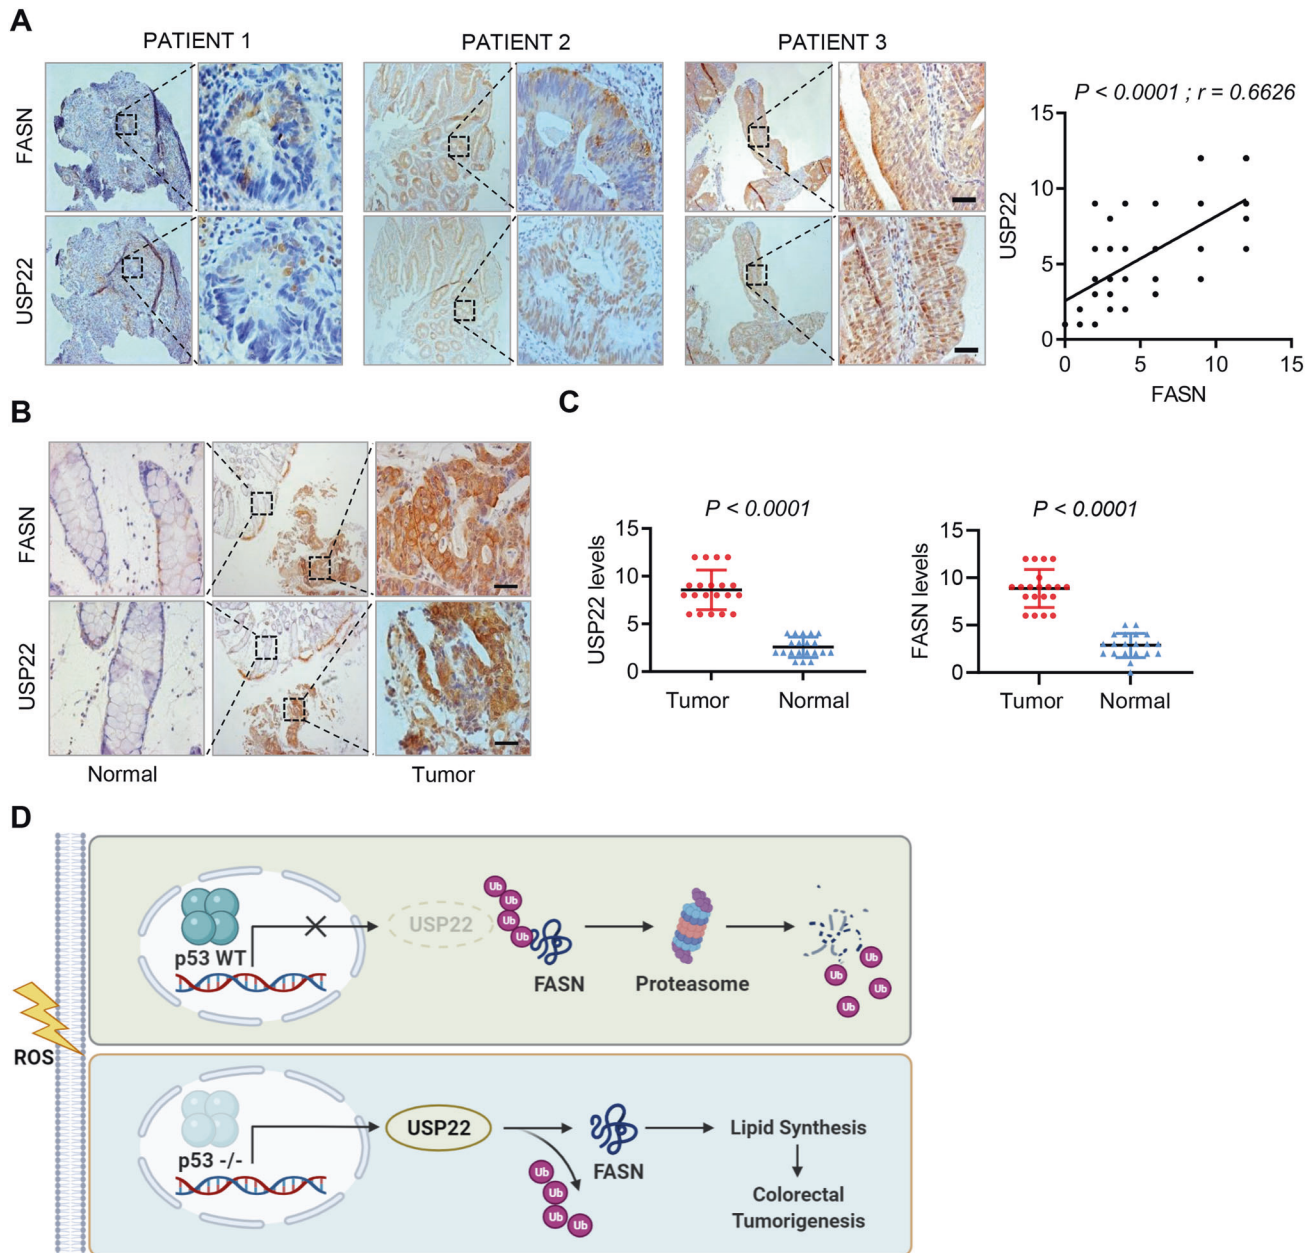 A
PATIENT 1
PATIENT 2
PATIENT 3
FASN
USP22
P < 0.0001 ; r = 0.6626
USP22
15
10
5
0
0
5
10
15
FASN
B
FASN
USP22
Normal
Tumor
C
P < 0.0001
USP22 levels
15
10
5
0
Tumor
Normal
P < 0.0001
FASN levels
15
10
5
0
Tumor
Normal
D
ROS
p53 WT
USP22
Ub
Ub
Ub
Ub
FASN
Proteasome
Ub
Ub
Ub
Ub
p53 -/-
USP22
Ub
Ub
Ub
Ub
FASN
Lipid Synthesis
Colorectal
Tumorigenesis